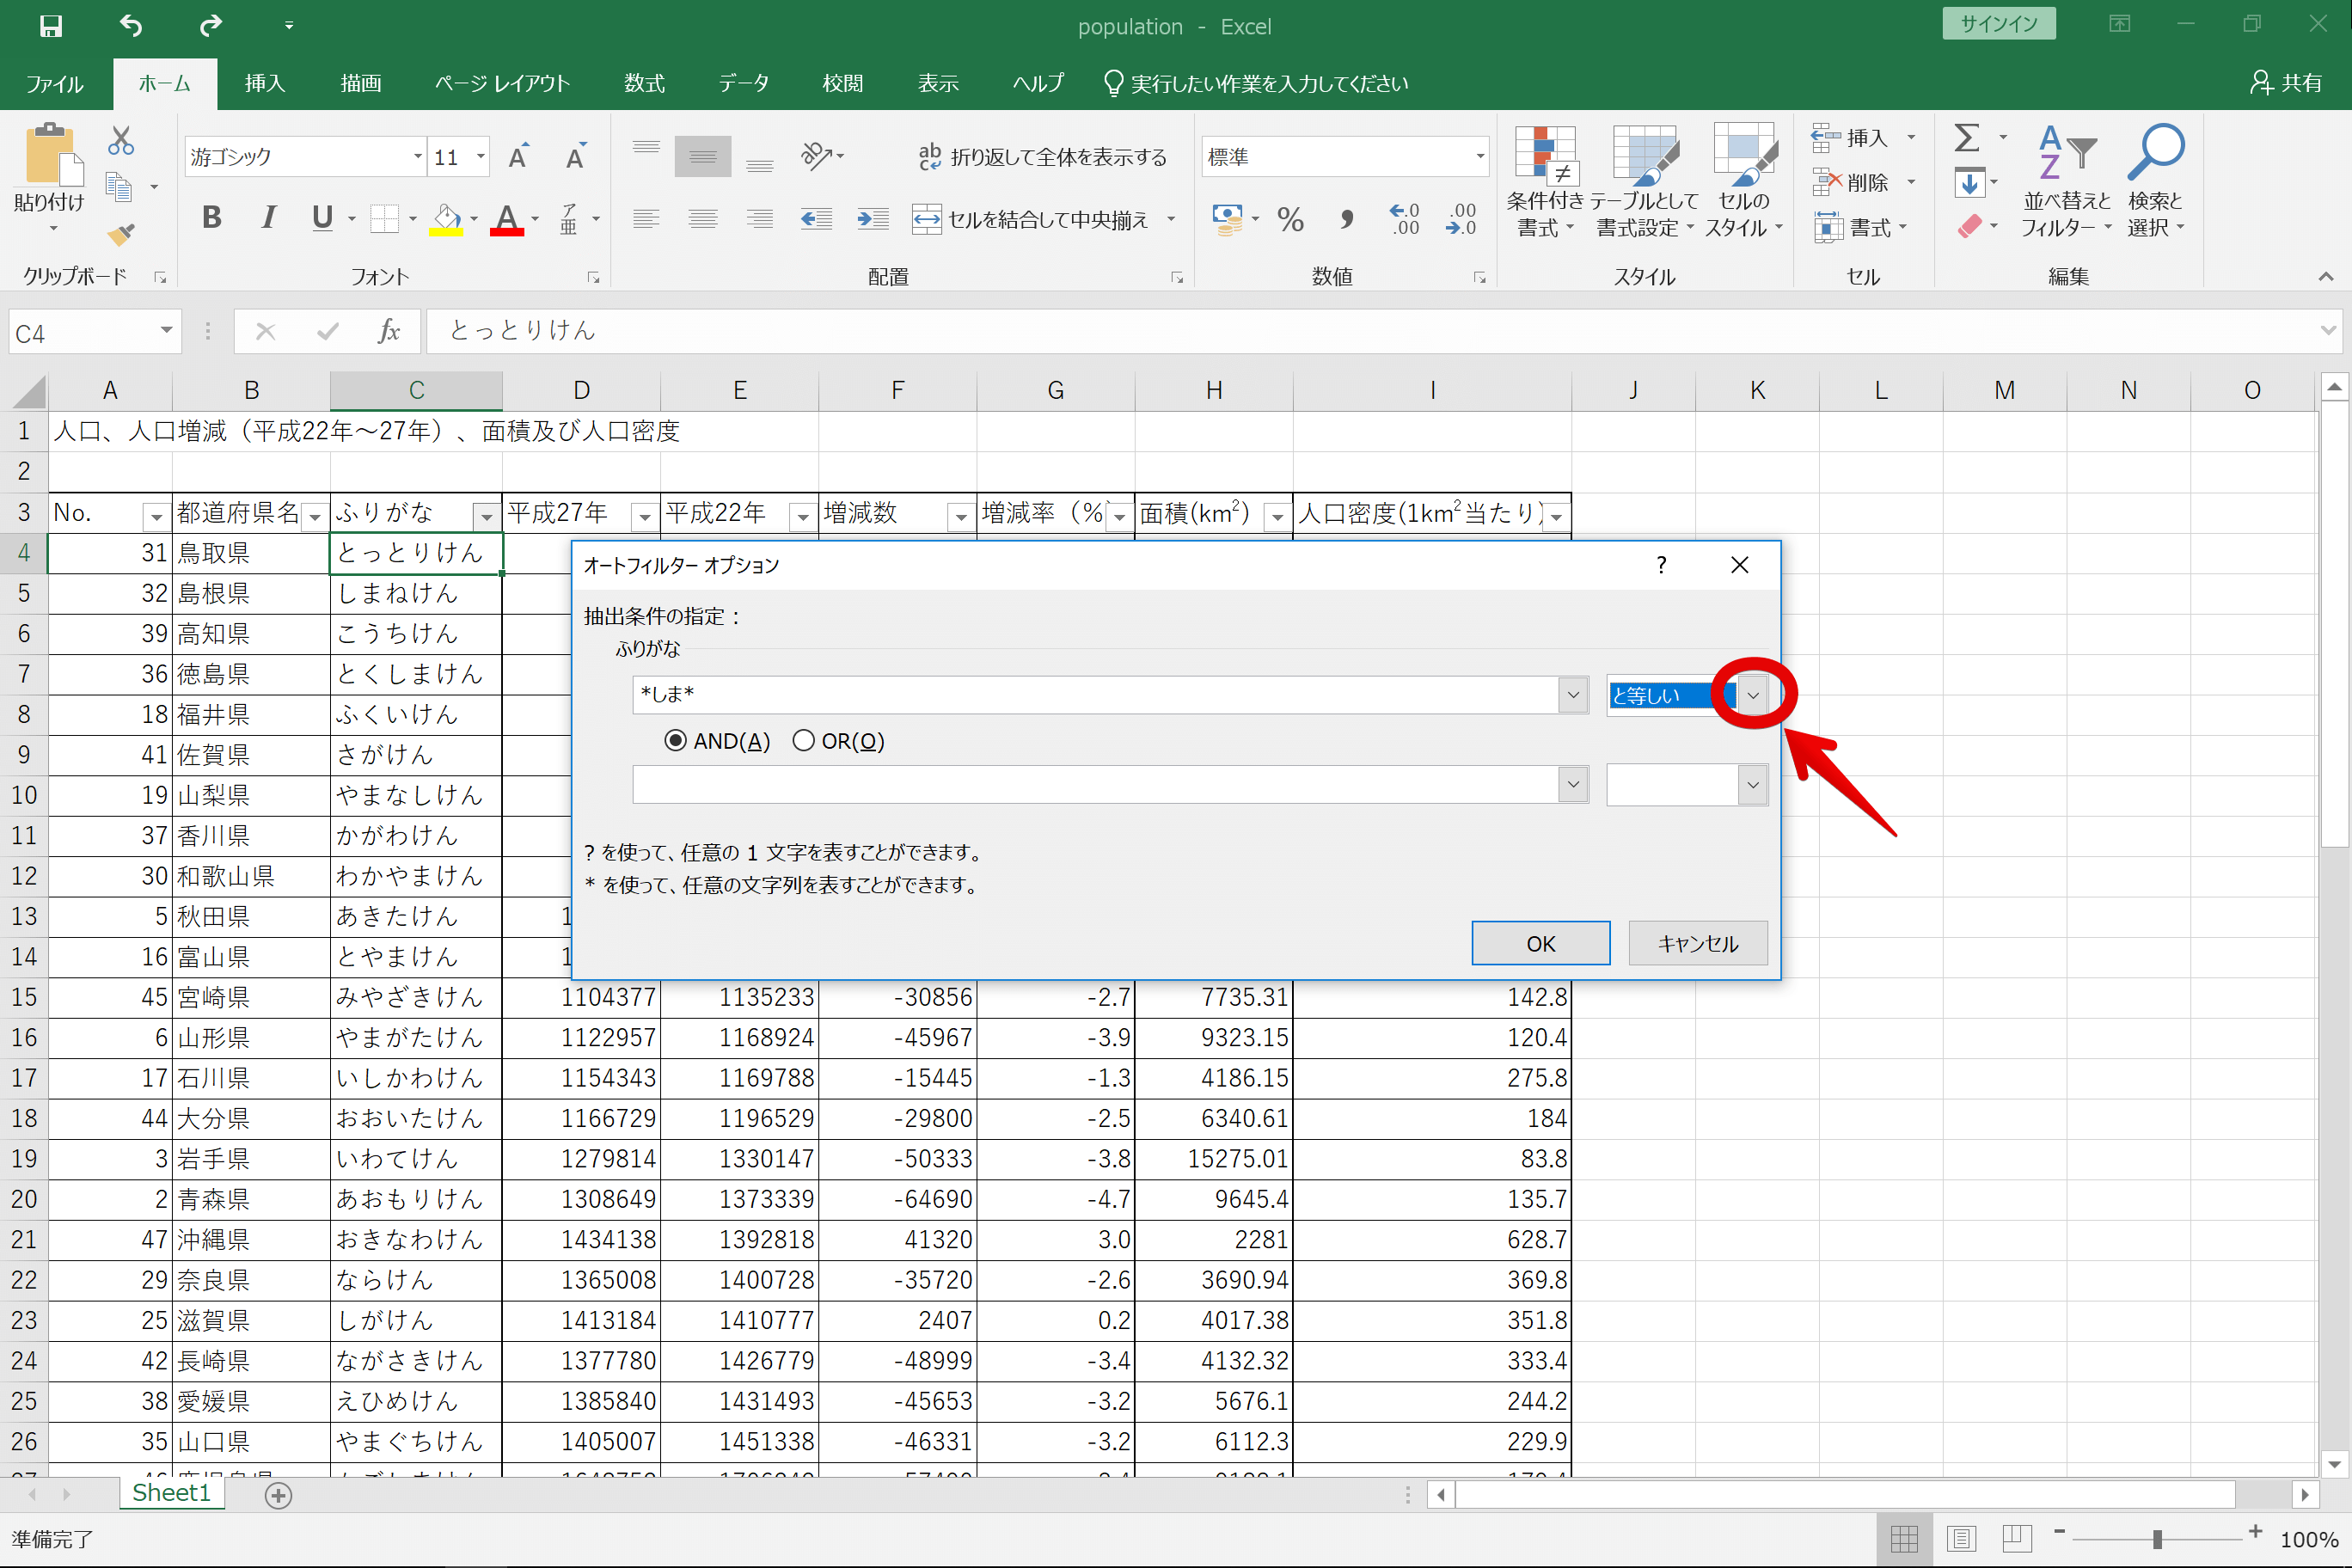 population - Excel
サインイン
ファイル ホーム 挿入 描画 ページ レイアウト 数式 データ 校閲 表示 ヘルプ 実行したい作業を入力してください 共有
貼り付け
クリップボード
游ゴシック 11
B I U A ア亜
フォント
ab 折り返して全体を表示する
セルを結合して中央揃え
配置
標準
% , .0 .00 .00 .0
数値
条件付き書式 テーブルとして書式設定 セルのスタイル
スタイル
挿入
削除
書式
セル
Σ
並べ替えとフィルター 検索と選択
編集
C4 fx とっとりけん
A B C D E F G H I J K L M N O
1 人口、人口増減（平成22年～27年）、面積及び人口密度
2
3 No. 都道府県名 ふりがな 平成27年 平成22年 増減数 増減率（% 面積(km²) 人口密度(1km²当たり)
4 31 鳥取県 とっとりけん
5 32 島根県 しまねけん
6 39 高知県 こうちけん
7 36 徳島県 とくしまけん
8 18 福井県 ふくいけん
9 41 佐賀県 さがけん
10 19 山梨県 やまなしけん
11 37 香川県 かがわけん
12 30 和歌山県 わかやまけん
13 5 秋田県 あきたけん 1
14 16 富山県 とやまけん 1
オートフィルター オプション ? ×
抽出条件の指定：
ふりがな
*しま* と等しい
AND(A) OR(O)
? を使って、任意の 1 文字を表すことができます。
* を使って、任意の文字列を表すことができます。
OK キャンセル
15 45 宮崎県 みやざきけん 1104377 1135233 -30856 -2.7 7735.31 142.8
16 6 山形県 やまがたけん 1122957 1168924 -45967 -3.9 9323.15 120.4
17 17 石川県 いしかわけん 1154343 1169788 -15445 -1.3 4186.15 275.8
18 44 大分県 おおいたけん 1166729 1196529 -29800 -2.5 6340.61 184
19 3 岩手県 いわてけん 1279814 1330147 -50333 -3.8 15275.01 83.8
20 2 青森県 あおもりけん 1308649 1373339 -64690 -4.7 9645.4 135.7
21 47 沖縄県 おきなわけん 1434138 1392818 41320 3.0 2281 628.7
22 29 奈良県 ならけん 1365008 1400728 -35720 -2.6 3690.94 369.8
23 25 滋賀県 しがけん 1413184 1410777 2407 0.2 4017.38 351.8
24 42 長崎県 ながさきけん 1377780 1426779 -48999 -3.4 4132.32 333.4
25 38 愛媛県 えひめけん 1385840 1431493 -45653 -3.2 5676.1 244.2
26 35 山口県 やまぐちけん 1405007 1451338 -46331 -3.2 6112.3 229.9
Sheet1
準備完了 100%